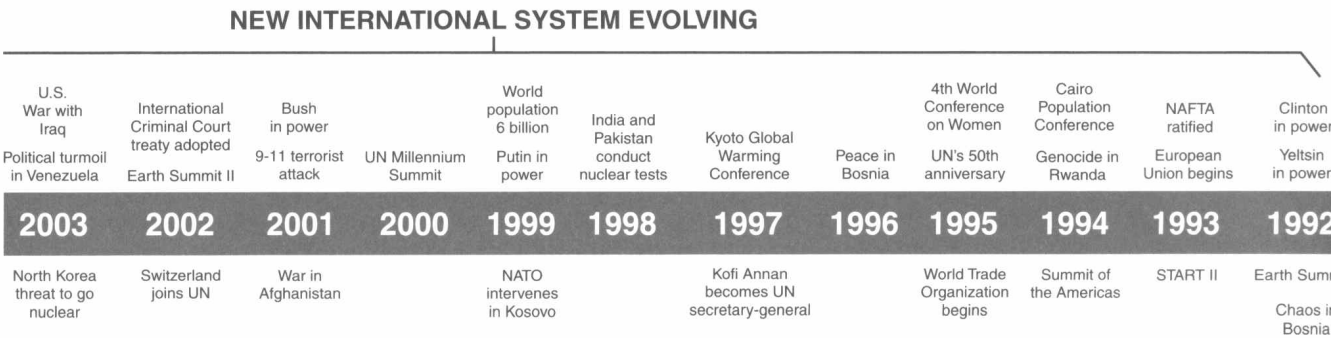 NEW INTERNATIONAL SYSTEM EVOLVING
U.S.
War with
Iraq
Political turmoil
in Venezuela
International
Criminal Court
treaty adopted
Earth Summit II
Bush
in power
9-11 terrorist
attack
UN Millennium
Summit
World
population
6 billion
Putin in
power
India and
Pakistan
conduct
nuclear tests
Kyoto Global
Warming
Conference
Peace in
Bosnia
4th World
Conference
on Women
UN's 50th
anniversary
Cairo
Population
Conference
Genocide in
Rwanda
NAFTA
ratified
European
Union begins
Clinton
in power
Yeltsin
in power
2003 2002 2001 2000 1999 1998 1997 1996 1995 1994 1993 1992
North Korea
threat to go
nuclear
Switzerland
joins UN
War in
Afghanistan
NATO
intervenes
in Kosovo
Kofi Annan
becomes UN
secretary-general
World Trade
Organization
begins
Summit of
the Americas
START II
Earth Sum
Chaos in
Bosnia